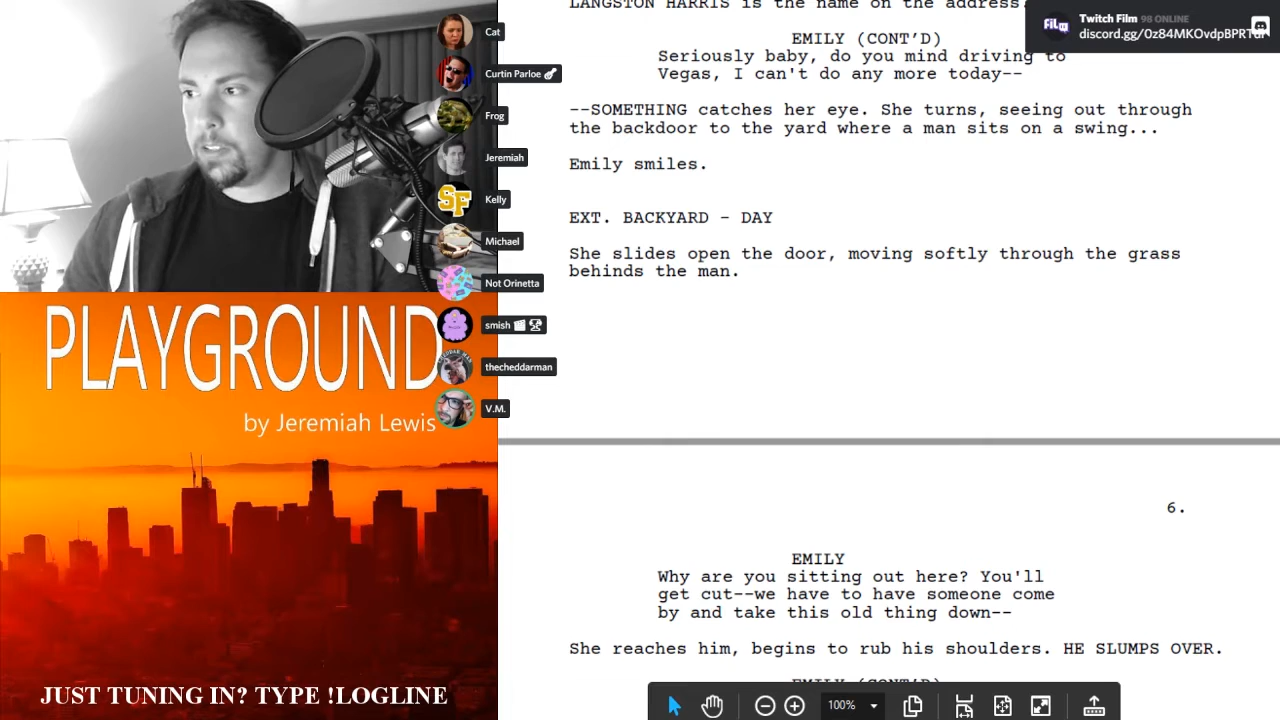 LANGSTON HARRIS is the name on the address.
EMILY (CONT'D)
Seriously baby, do you mind driving to
Vegas, I can't do any more today--
--SOMETHING catches her eye. She turns, seeing out through
the backdoor to the yard where a man sits on a swing...
Emily smiles.
EXT. BACKYARD - DAY
She slides open the door, moving softly through the grass
behinds the man.
6.
EMILY
Why are you sitting out here? You'll
get cut--we have to have someone come
by and take this old thing down--
She reaches him, begins to rub his shoulders. HE SLUMPS OVER.
EMILY (CONT'D)
100%
Twitch Film 98 ONLINE
Film
Cat
Curtin Parloe
Frog
Jeremiah
SF
Kelly
Michael
Not Orinetta
smish
thecheddarman
V.M.
PLAYGROUND
by Jeremiah Lewis
JUST TUNING IN? TYPE !LOGLINE